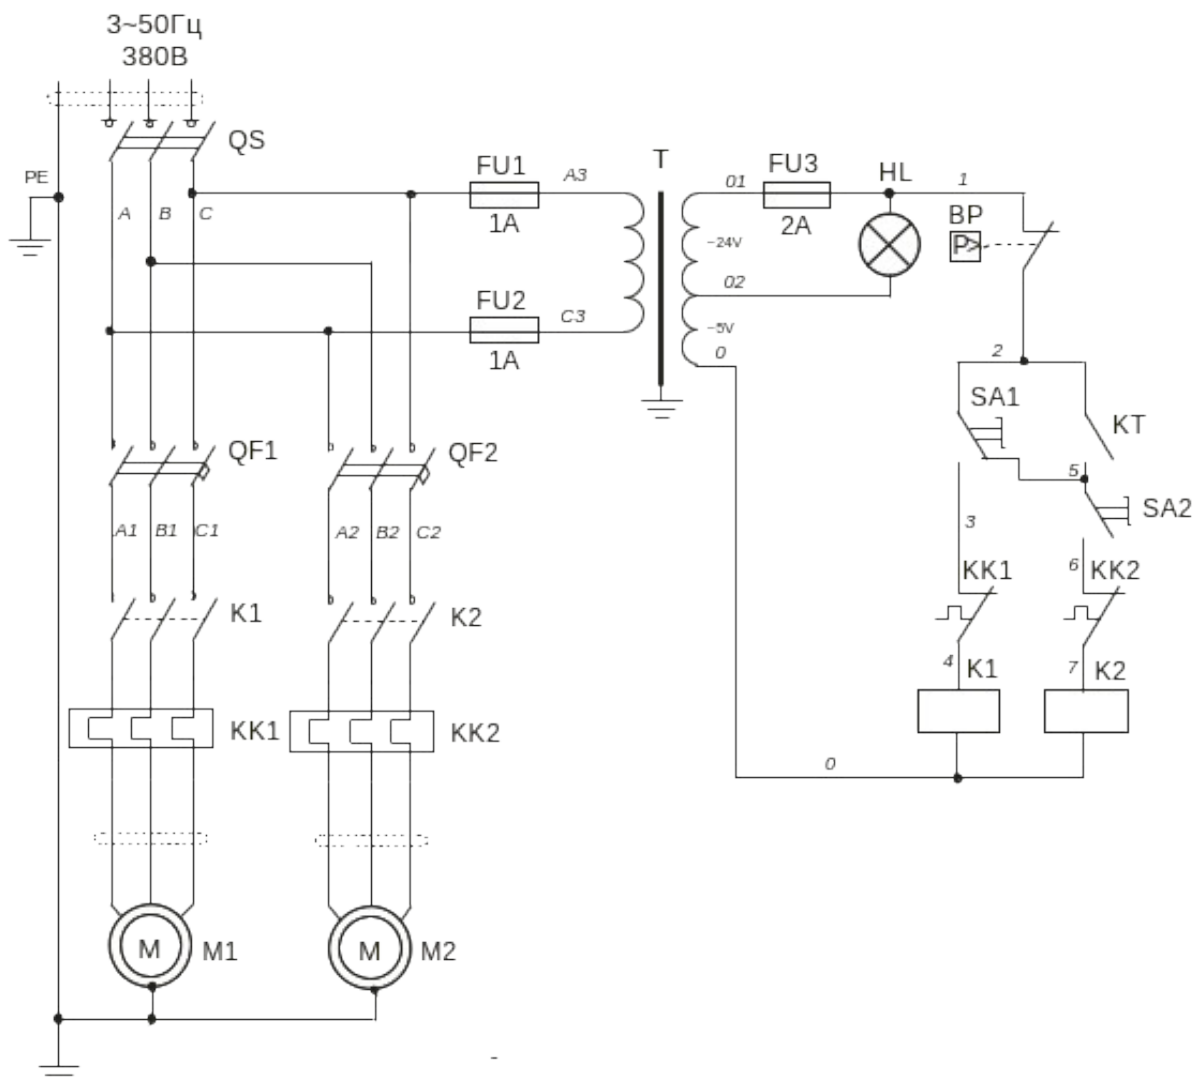 3~50Гц
380В
QS
PE
A B C
FU1
A3
1A
T
FU2
C3
1A
01
FU3
2A
HL
1
~24V
02
~5V
0
BP
P>
2
SA1
KT
5
SA2
3
KK1
6
KK2
4
K1
7
K2
0
QF1
QF2
A1 B1 C1
A2 B2 C2
K1
K2
KK1
KK2
M
M1
M
M2
-